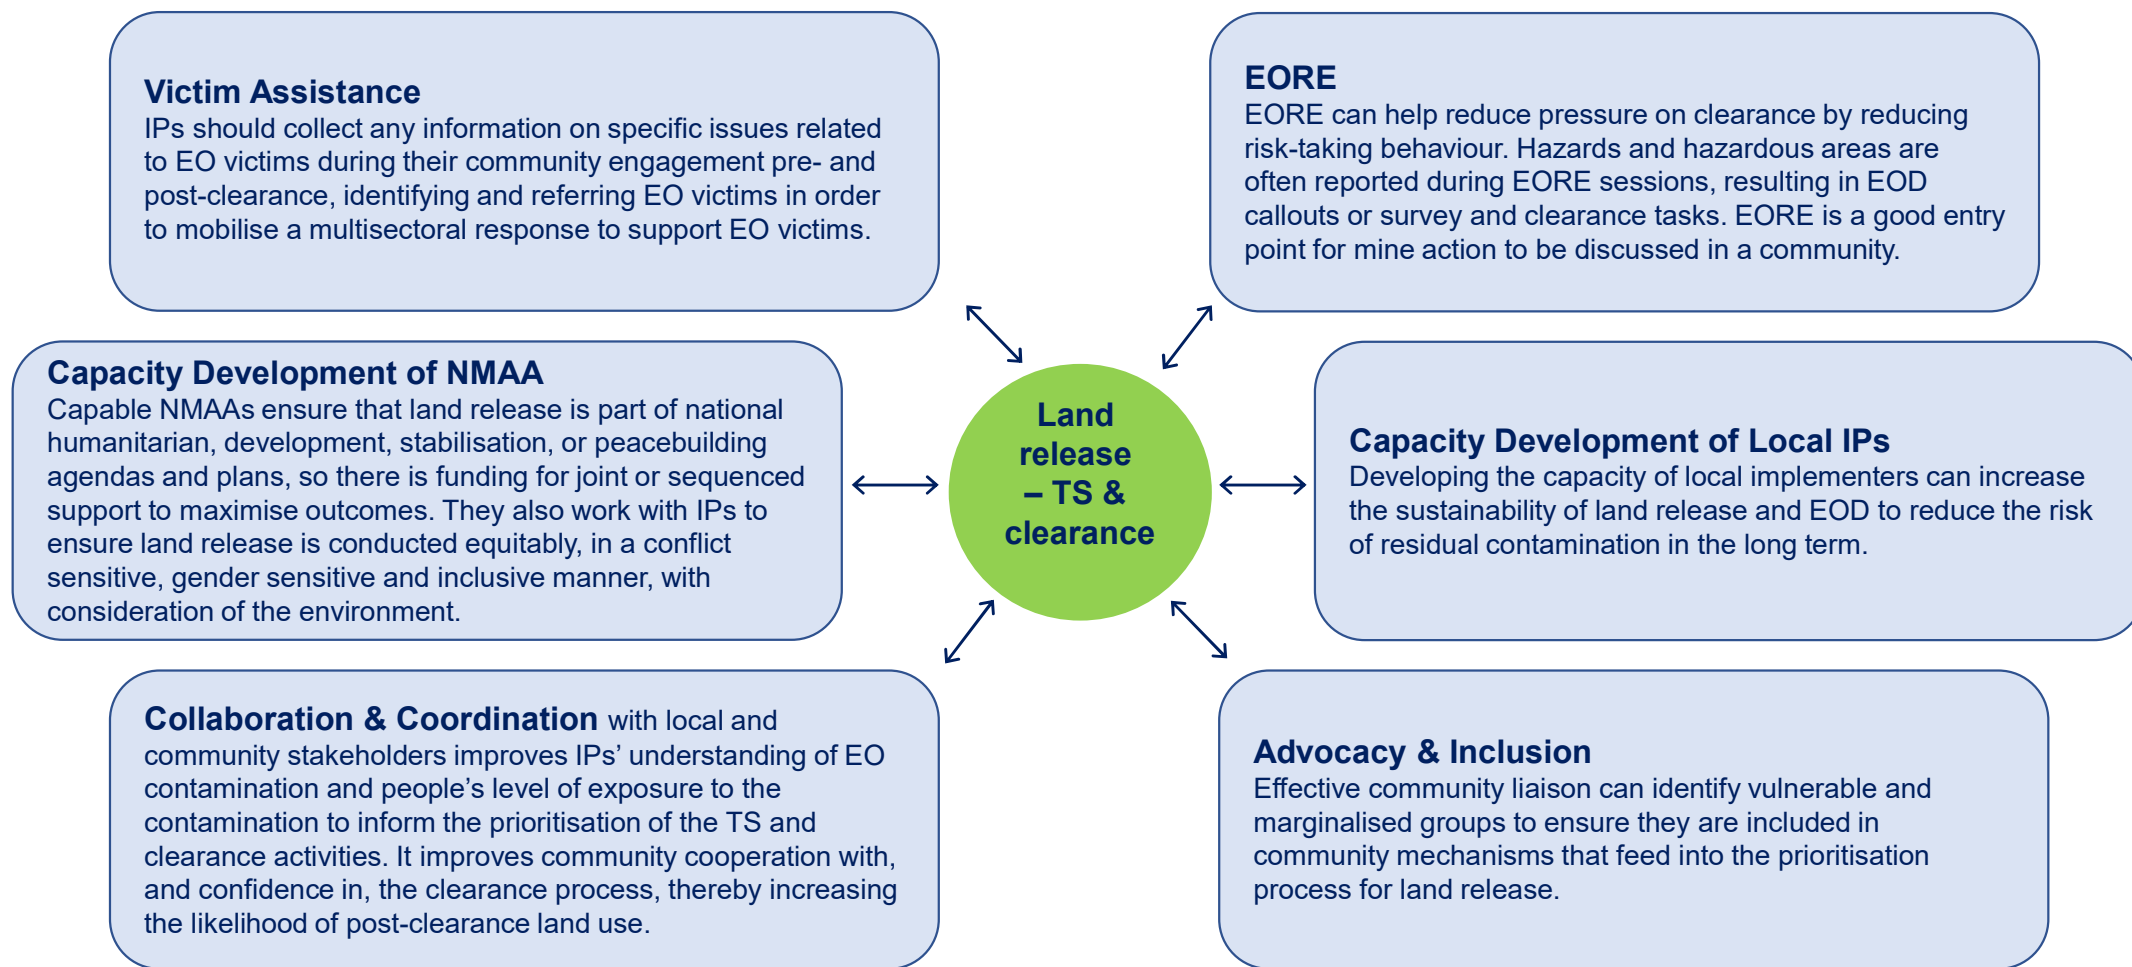 Victim Assistance
IPs should collect any information on specific issues related
to EO victims during their community engagement pre- and
post-clearance, identifying and referring EO victims in order
to mobilise a multisectoral response to support EO victims.
EORE
EORE can help reduce pressure on clearance by reducing
risk-taking behaviour. Hazards and hazardous areas are
often reported during EORE sessions, resulting in EOD
callouts or survey and clearance tasks. EORE is a good entry
point for mine action to be discussed in a community.
Capacity Development of NMAA
Capable NMAAs ensure that land release is part of national
humanitarian, development, stabilisation, or peacebuilding
agendas and plans, so there is funding for joint or sequenced
support to maximise outcomes. They also work with IPs to
ensure land release is conducted equitably, in a conflict
sensitive, gender sensitive and inclusive manner, with
consideration of the environment.
Land
release
– TS &
clearance
Capacity Development of Local IPs
Developing the capacity of local implementers can increase
the sustainability of land release and EOD to reduce the risk
of residual contamination in the long term.
Collaboration & Coordination with local and
community stakeholders improves IPs’ understanding of EO
contamination and people’s level of exposure to the
contamination to inform the prioritisation of the TS and
clearance activities. It improves community cooperation with,
and confidence in, the clearance process, thereby increasing
the likelihood of post-clearance land use.
Advocacy & Inclusion
Effective community liaison can identify vulnerable and
marginalised groups to ensure they are included in
community mechanisms that feed into the prioritisation
process for land release.